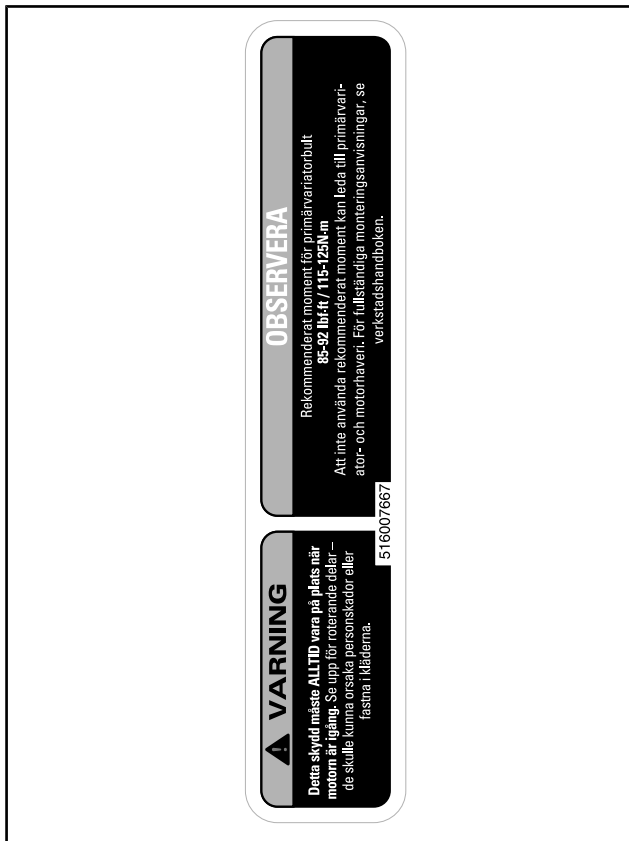 VARNING
Detta skydd måste ALLTID vara på plats när
motorn är igång. Se upp för roterande delar –
de skulle kunna orsaka personskador eller
fastna i kläderna.
OBSERVERA
Rekommenderat moment för primärvariatorbult
85-92 lbf-ft / 115-125N-m
Att inte använda rekommenderat moment kan leda till primärvari-
ator- och motorhaveri. För fullständiga monteringsanvisningar, se
verkstadshandboken.
516007667